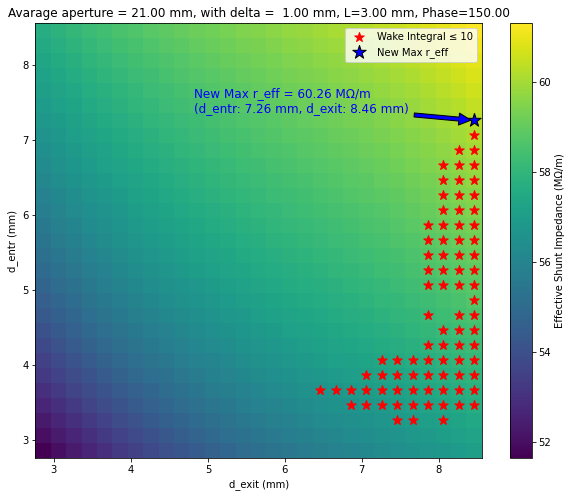 Avarage aperture = 21.00 mm, with delta =  1.00 mm, L=3.00 mm, Phase=150.00
Wake Integral ≤ 10
New Max r_eff
New Max r_eff = 60.26 MΩ/m
(d_entr: 7.26 mm, d_exit: 8.46 mm)
8
7
6
5
4
3
d_entr (mm)
3 4 5 6 7 8
d_exit (mm)
60
58
56
54
52
Effective Shunt Impedance (MΩ/m)